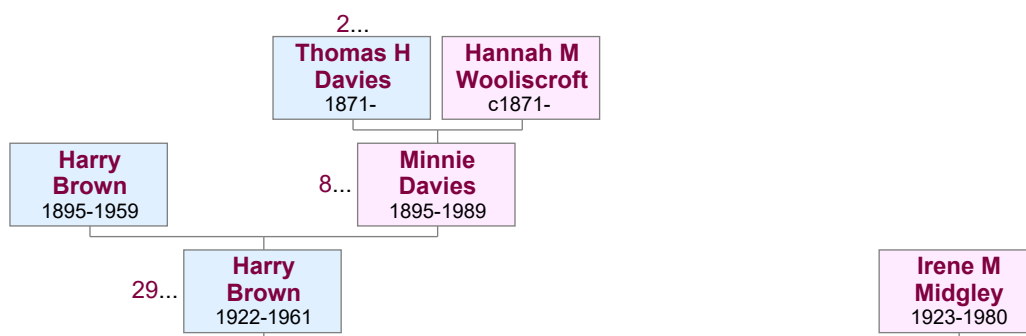 2...
Thomas H
Davies
1871-
Hannah M
Wooliscroft
c1871-
Harry
Brown
1895-1959
8...
Minnie
Davies
1895-1989
29...
Harry
Brown
1922-1961
Irene M
Midgley
1923-1980